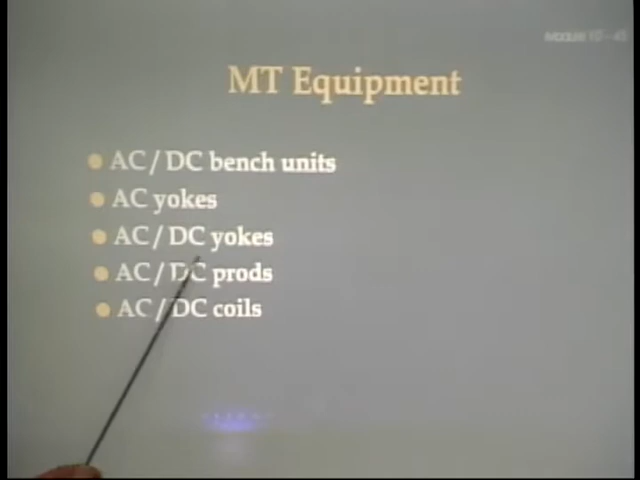 MT Equipment
AC / DC bench units
AC yokes
AC / DC yokes
AC / DC prods
AC / DC coils